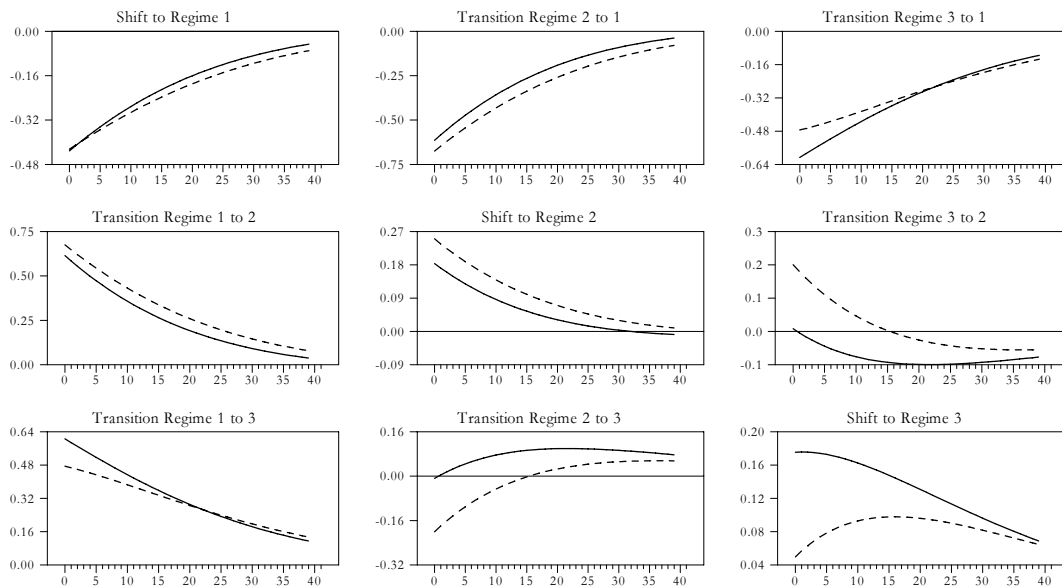 Shift to Regime 1
0.00
-0.16
-0.32
-0.48
0 5 10 15 20 25 30 35 40
Transition Regime 2 to 1
0.00
-0.25
-0.50
-0.75
0 5 10 15 20 25 30 35 40
Transition Regime 3 to 1
0.00
-0.16
-0.32
-0.48
-0.64
0 5 10 15 20 25 30 35 40
Transition Regime 1 to 2
0.75
0.50
0.25
0.00
0 5 10 15 20 25 30 35 40
Shift to Regime 2
0.27
0.18
0.09
0.00
-0.09
0 5 10 15 20 25 30 35 40
Transition Regime 3 to 2
0.3
0.2
0.1
-0.0
-0.1
0 5 10 15 20 25 30 35 40
Transition Regime 1 to 3
0.64
0.48
0.32
0.16
0.00
0 5 10 15 20 25 30 35 40
Transition Regime 2 to 3
0.16
0.00
-0.16
-0.32
0 5 10 15 20 25 30 35 40
Shift to Regime 3
0.20
0.16
0.12
0.08
0.04
0 5 10 15 20 25 30 35 40